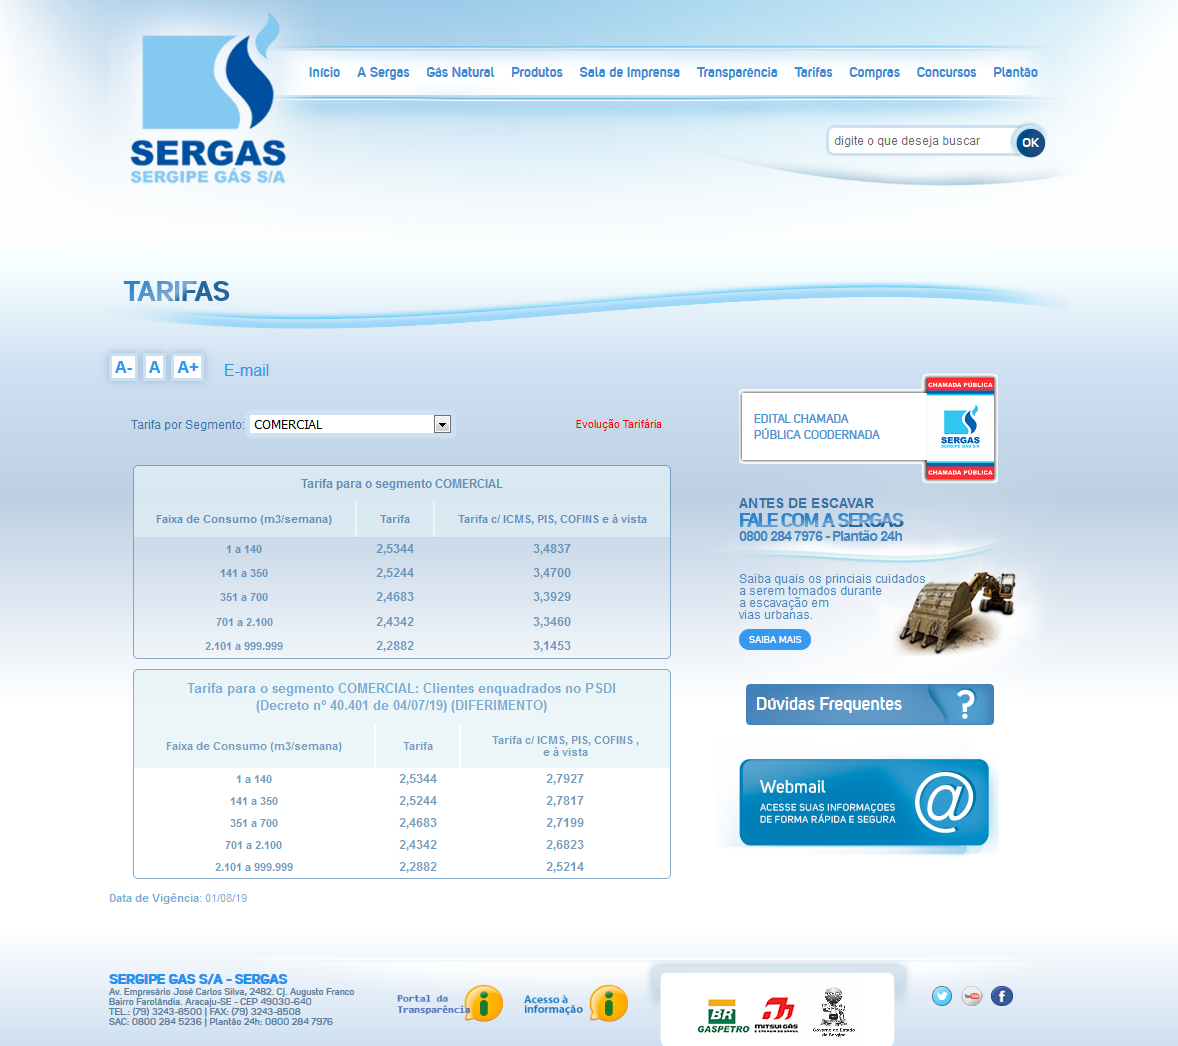 SERGAS
SERGIPE GÁS S/A
Início A Sergas Gás Natural Produtos Sala de Imprensa Transparência Tarifas Compras Concursos Plantão
digite o que deseja buscar OK
TARIFAS
A- A A+ E-mail
Tarifa por Segmento: COMERCIAL Evolução Tarifária
Tarifa para o segmento COMERCIAL
Faixa de Consumo (m3/semana) Tarifa Tarifa c/ ICMS, PIS, COFINS e à vista
1 a 140 2,5344 3,4837
141 a 350 2,5244 3,4700
351 a 700 2,4683 3,3929
701 a 2.100 2,4342 3,3460
2.101 a 999.999 2,2882 3,1453
Tarifa para o segmento COMERCIAL: Clientes enquadrados no PSDI
(Decreto nº 40.401 de 04/07/19) (DIFERIMENTO)
Faixa de Consumo (m3/semana) Tarifa Tarifa c/ ICMS, PIS, COFINS ,
e à vista
1 a 140 2,5344 2,7927
141 a 350 2,5244 2,7817
351 a 700 2,4683 2,7199
701 a 2.100 2,4342 2,6823
2.101 a 999.999 2,2882 2,5214
Data de Vigência: 01/08/19
CHAMADA PÚBLICA
EDITAL CHAMADA
PÚBLICA COODERNADA
SERGAS
SERGIPE GÁS S/A
CHAMADA PÚBLICA
ANTES DE ESCAVAR
FALE COM A SERGAS
0800 284 7976 - Plantão 24h
Saiba quais os princiais cuidados
a serem tomados durante
a escavação em
vias urbanas.
SAIBA MAIS
Dúvidas Frequentes ?
Webmail @
ACESSE SUAS INFORMAÇOES
DE FORMA RÁPIDA E SEGURA
SERGIPE GAS S/A - SERGAS
Av. Empresário José Carlos Silva, 2482. Cj. Augusto Franco
Bairro Farolândia. Aracaju-SE - CEP 49030-640
TEL.: (79) 3243-8500 | FAX: (79) 3243-8508
SAC: 0800 284 5236 | Plantão 24h: 0800 284 7976
Portal da
Transparência
i
Acesso à
informação
i
BR
GASPETRO
MITSUI GÁS
E ENERGIA DO BRASIL
Governo do Estado
de Sergipe
You Tube
f